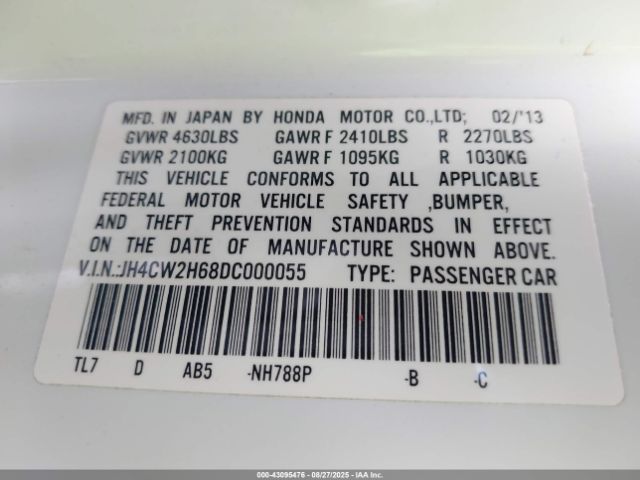 MFD. IN JAPAN BY HONDA MOTOR CO.,LTD; 02/'13
GVWR 4630LBS GAWR F 2410LBS R 2270LBS
GVWR 2100KG GAWR F 1095KG R 1030KG
THIS VEHICLE CONFORMS TO ALL APPLICABLE
FEDERAL MOTOR VEHICLE SAFETY ,BUMPER,
AND THEFT PREVENTION STANDARDS IN EFFECT
ON THE DATE OF MANUFACTURE SHOWN ABOVE.
V.I.N.:JH4CW2H68DC000055 TYPE: PASSENGER CAR
TL7 D AB5 -NH788P -B -C
000-43095476 - 08/27/2025 - IAA Inc.